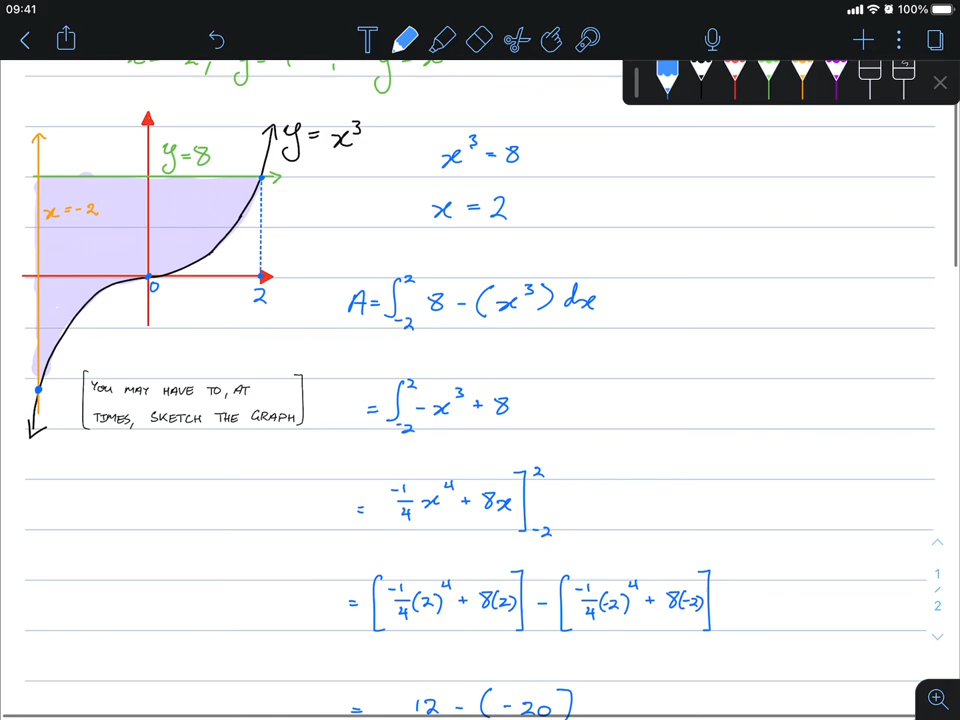 09:41
100%
y=8
y = x³
x=-2
0
2
[YOU MAY HAVE TO, AT
TIMES, SKETCH THE GRAPH]
x³ = 8
x = 2
A = ∫₋₂² 8 - (x³) dx
= ∫₋₂² -x³ + 8
= -1/4 x⁴ + 8x]₋₂²
= [-1/4 (2)⁴ + 8(2)] - [-1/4 (-2)⁴ + 8(-2)]
= 12 - (-20)
1
/
2